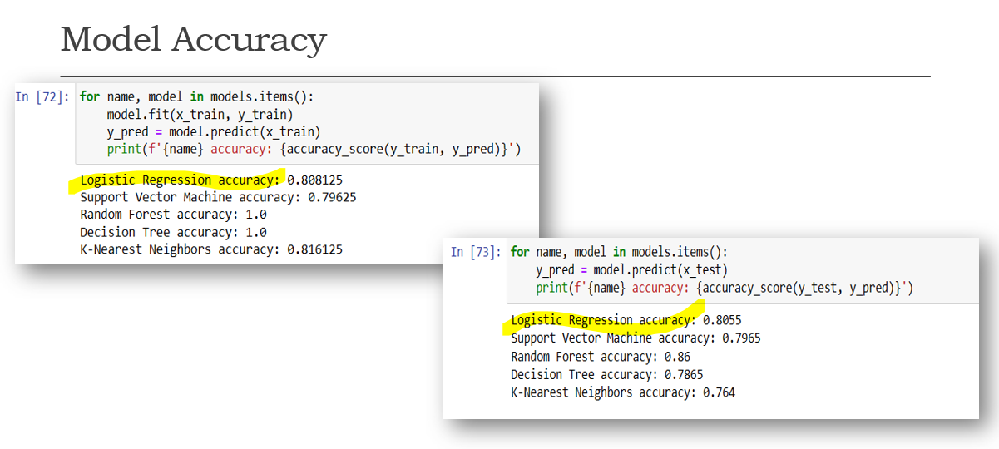 Model Accuracy
In [72]: for name, model in models.items():
model.fit(x_train, y_train)
y_pred = model.predict(x_train)
print(f'{name} accuracy: {accuracy_score(y_train, y_pred)}')
Logistic Regression accuracy: 0.808125
Support Vector Machine accuracy: 0.79625
Random Forest accuracy: 1.0
Decision Tree accuracy: 1.0
K-Nearest Neighbors accuracy: 0.816125
In [73]: for name, model in models.items():
y_pred = model.predict(x_test)
print(f'{name} accuracy: {accuracy_score(y_test, y_pred)}')
Logistic Regression accuracy: 0.8055
Support Vector Machine accuracy: 0.7965
Random Forest accuracy: 0.86
Decision Tree accuracy: 0.7865
K-Nearest Neighbors accuracy: 0.764